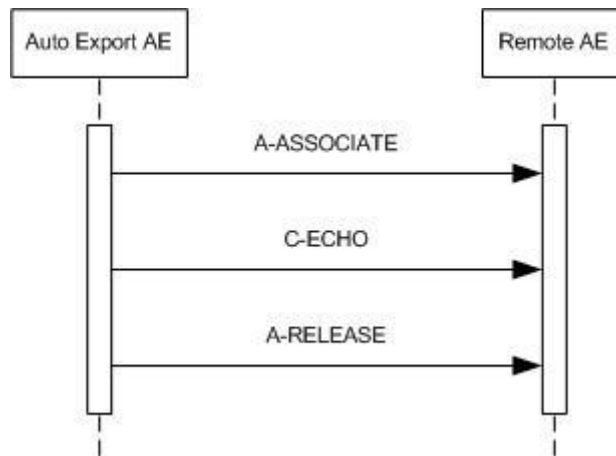 Auto Export AE
Remote AE
A-ASSOCIATE
C-ECHO
A-RELEASE